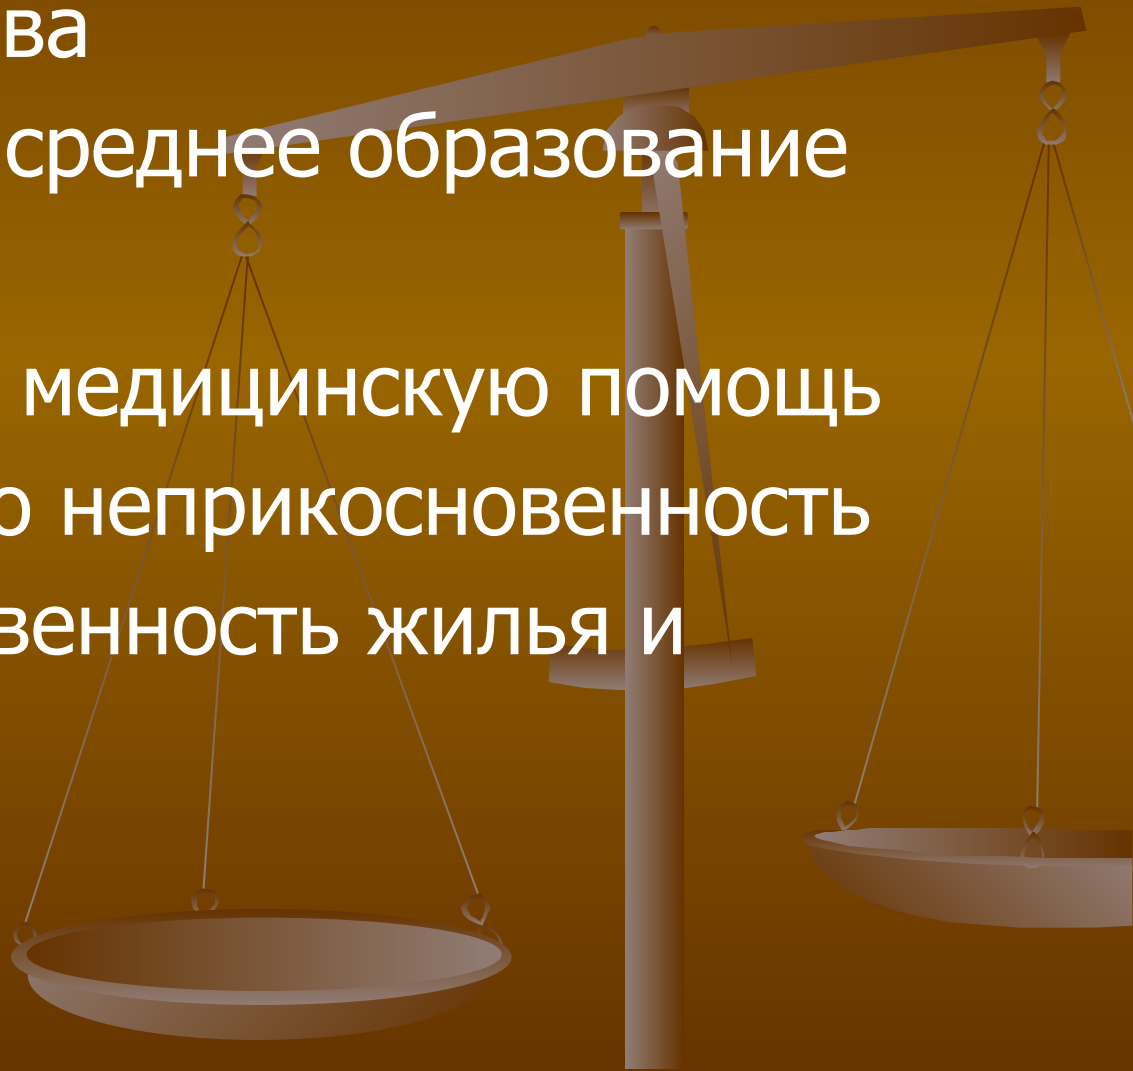 ва
среднее образование
медицинскую помощь
о неприкосновенность
венность жилья и